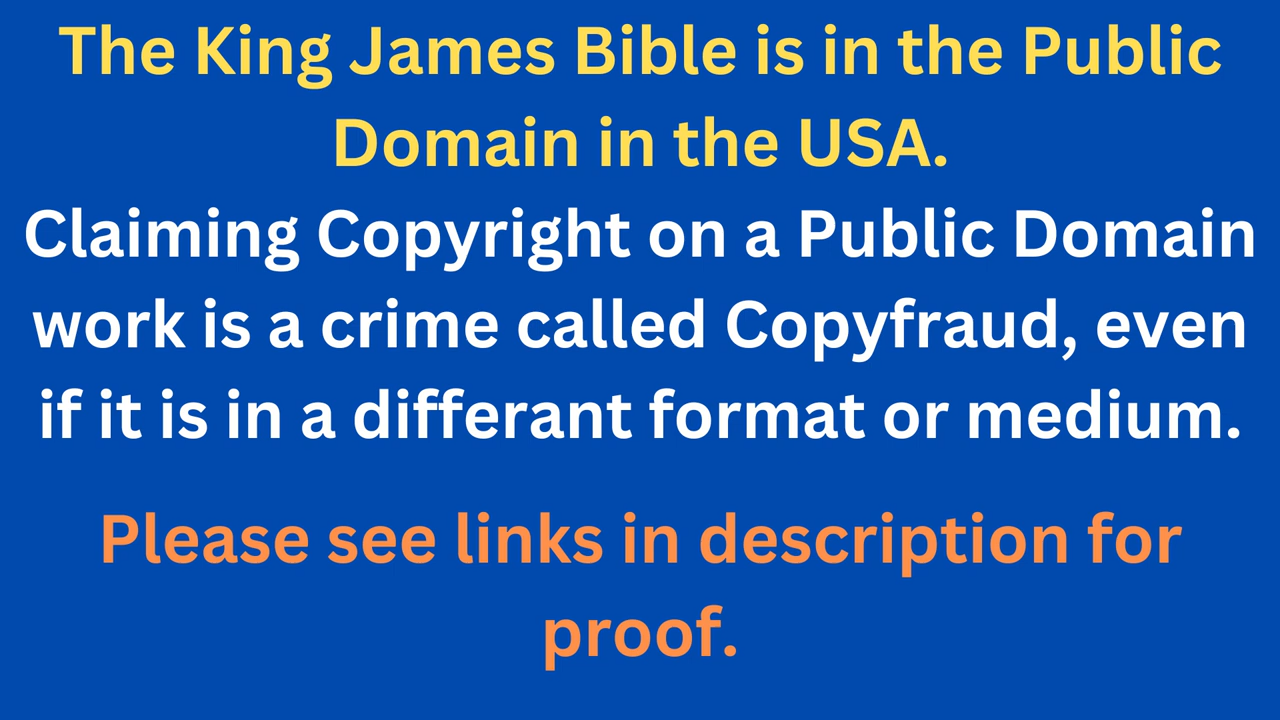 The King James Bible is in the Public
Domain in the USA.
Claiming Copyright on a Public Domain
work is a crime called Copyfraud, even
if it is in a differant format or medium.
Please see links in description for
proof.